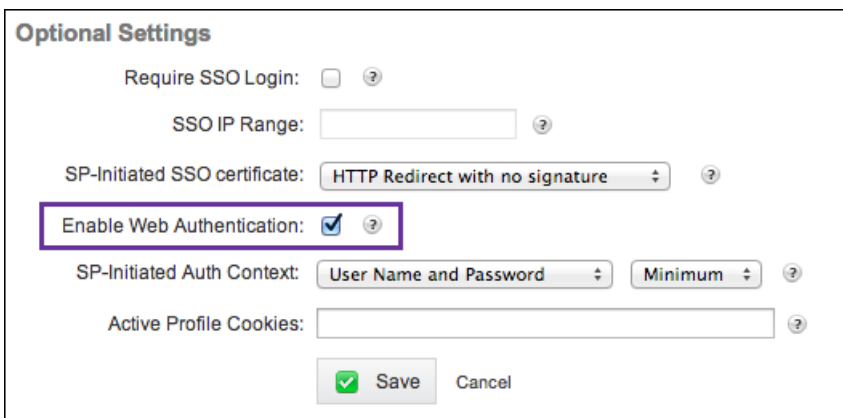 Optional Settings
Require SSO Login: ?
SSO IP Range: ?
SP-Initiated SSO certificate: HTTP Redirect with no signature ?
Enable Web Authentication: ?
SP-Initiated Auth Context: User Name and Password Minimum ?
Active Profile Cookies: ?
Save Cancel